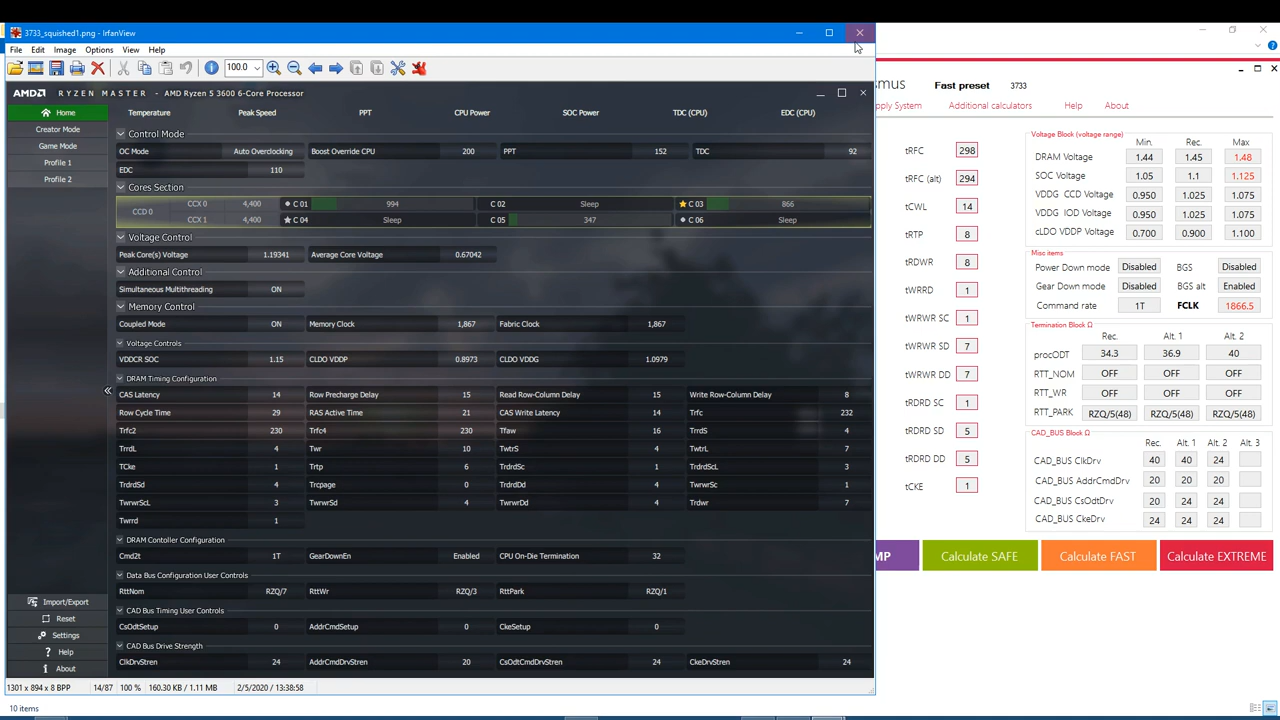 3733_squished1.png - IrfanView
File Edit Image Options View Help
100.0
AMD RYZEN MASTER - AMD Ryzen 5 3600 6-Core Processor
Home
Creator Mode
Game Mode
Profile 1
Profile 2
Import/Export
Reset
Settings
Help
About
Temperature Peak Speed PPT CPU Power SOC Power TDC (CPU) EDC (CPU)
Control Mode
OC Mode Auto Overclocking Boost Override CPU 200 PPT 152 TDC 92
EDC 110
Cores Section
CCD 0
CCX 0 4,400 C 01 994 C 02 Sleep C 03 866
CCX 1 4,400 C 04 Sleep C 05 347 C 06 Sleep
Voltage Control
Peak Core(s) Voltage 1.19341 Average Core Voltage 0.67042
Additional Control
Simultaneous Multithreading ON
Memory Control
Coupled Mode ON Memory Clock 1,867 Fabric Clock 1,867
Voltage Controls
VDDCR SOC 1.15 CLDO VDDP 0.8973 CLDO VDDG 1.0979
DRAM Timing Configuration
CAS Latency 14 Row Precharge Delay 15 Read Row-Column Delay 15 Write Row-Column Delay 8
Row Cycle Time 29 RAS Active Time 21 CAS Write Latency 14 Trfc 232
Trfc2 230 Trfc4 230 Tfaw 16 TrrdS 4
TrrdL 4 Twr 10 TwtrS 4 TwtrL 7
TCke 1 Trtp 6 TrdrdSc 1 TrdrdScL 3
TrdrdSd 4 Trcpage 0 TrdrdDd 4 TwrwrSc 1
TwrwrScL 3 TwrwrSd 4 TwrwrDd 4 Trdwr 7
Twrrd 1
DRAM Contoller Configuration
Cmd2t 1T GearDownEn Enabled CPU On-Die Termination 32
Data Bus Configuration User Controls
RttNom RZQ/7 RttWr RZQ/3 RttPark RZQ/1
CAD Bus Timing User Controls
CsOdtSetup 0 AddrCmdSetup 0 CkeSetup 0
CAD Bus Drive Strength
ClkDrvStren 24 AddrCmdDrvStren 20 CsOdtCmdDrvStren 24 CkeDrvStren 24
1301 x 894 x 8 BPP 14/87 100 % 160.30 KB / 1.11 MB 2/5/2020 / 13:38:58
10 items
smus Fast preset 3733
pply System Additional calculators Help About
tRFC 298
tRFC (alt) 294
tCWL 14
tRTP 8
tRDWR 8
tWRRD 1
tWRWR SC 1
tWRWR SD 7
tWRWR DD 7
tRDRD SC 1
tRDRD SD 5
tRDRD DD 5
tCKE 1
Voltage Block (voltage range)
Min. Rec. Max
DRAM Voltage 1.44 1.45 1.48
SOC Voltage 1.05 1.1 1.125
VDDG CCD Voltage 0.950 1.025 1.075
VDDG IOD Voltage 0.950 1.025 1.075
cLDO VDDP Voltage 0.700 0.900 1.100
Misc items
Power Down mode Disabled BGS Disabled
Gear Down mode Disabled BGS alt Enabled
Command rate 1T FCLK 1866.5
Termination Block Ω
Rec. Alt. 1 Alt. 2
procODT 34.3 36.9 40
RTT_NOM OFF OFF OFF
RTT_WR OFF OFF OFF
RTT_PARK RZQ/5(48) RZQ/5(48) RZQ/5(48)
CAD_BUS Block Ω
Rec. Alt. 1 Alt. 2 Alt. 3
CAD_BUS ClkDrv 40 40 24
CAD_BUS AddrCmdDrv 20 20 20
CAD_BUS CsOdtDrv 20 24 24
CAD_BUS CkeDrv 24 24 24
MP Calculate SAFE Calculate FAST Calculate EXTREME